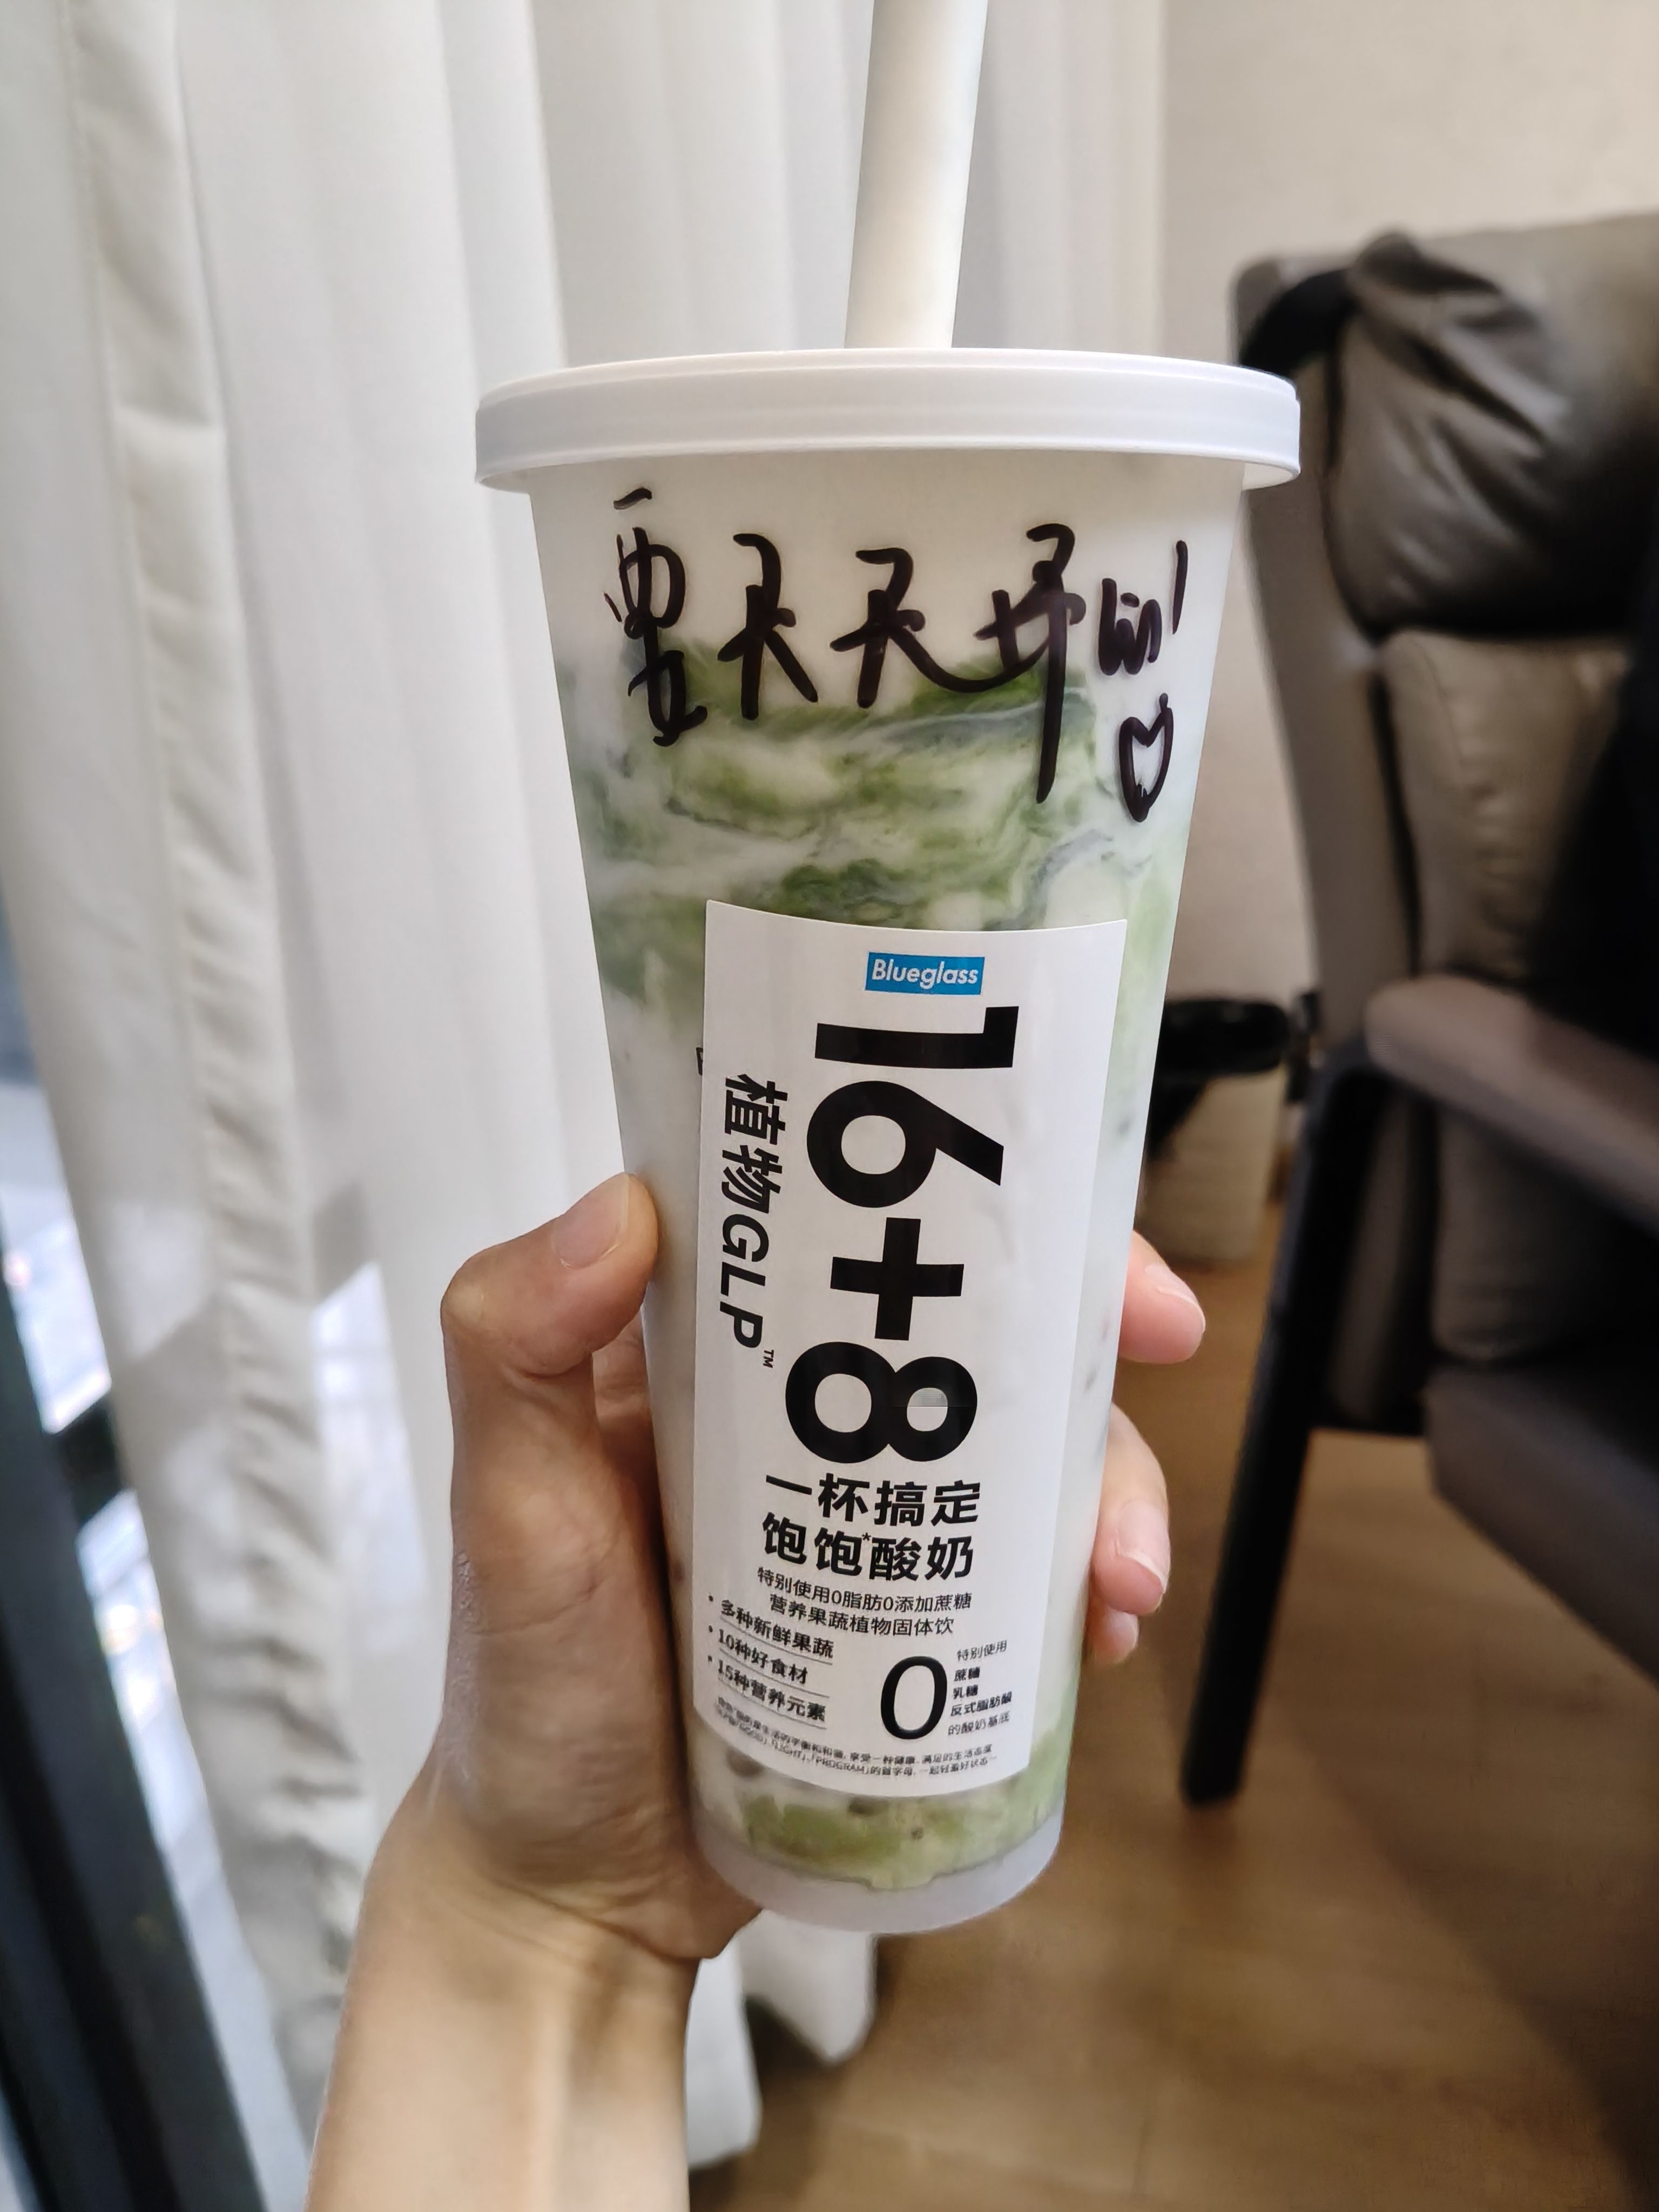 要天天开心!
Blueglass
16+8
植物GLP™
一杯搞定
饱饱*酸奶
特别使用0脂肪0添加蔗糖
营养果蔬植物固体饮
• 多种新鲜果蔬
• 10种好食材
• 15种营养元素
0
特别使用
蔗糖
乳糖
反式脂肪酸
的酸奶基底